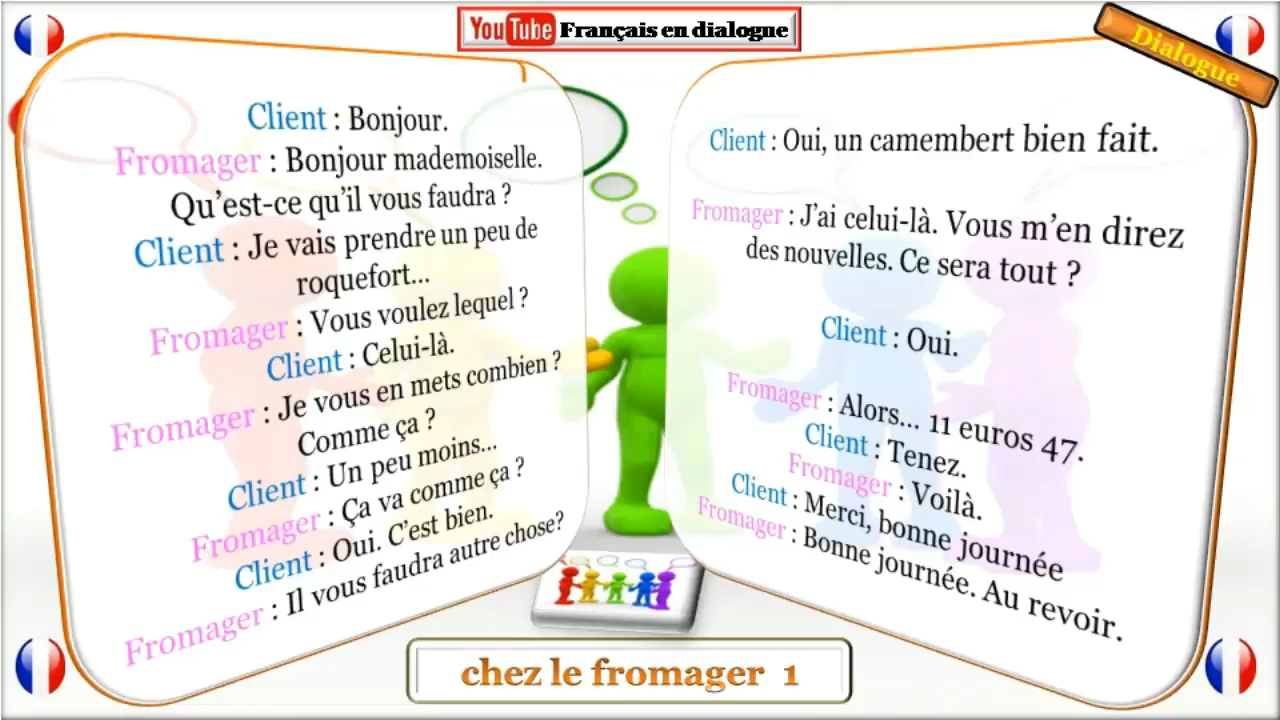 YouTube Français en dialogue
Dialogue
Client : Bonjour.
Fromager : Bonjour mademoiselle.
Qu’est-ce qu’il vous faudra ?
Client : Je vais prendre un peu de
roquefort...
Fromager : Vous voulez lequel ?
Client : Celui-là.
Fromager : Je vous en mets combien ?
Comme ça ?
Client : Un peu moins...
Fromager : Ça va comme ça ?
Client : Oui. C’est bien.
Fromager : Il vous faudra autre chose?
Client : Oui, un camembert bien fait.
Fromager : J’ai celui-là. Vous m’en direz
des nouvelles. Ce sera tout ?
Client : Oui.
Fromager : Alors... 11 euros 47.
Client : Tenez.
Fromager : Voilà.
Client : Merci, bonne journée
Fromager : Bonne journée. Au revoir.
chez le fromager 1